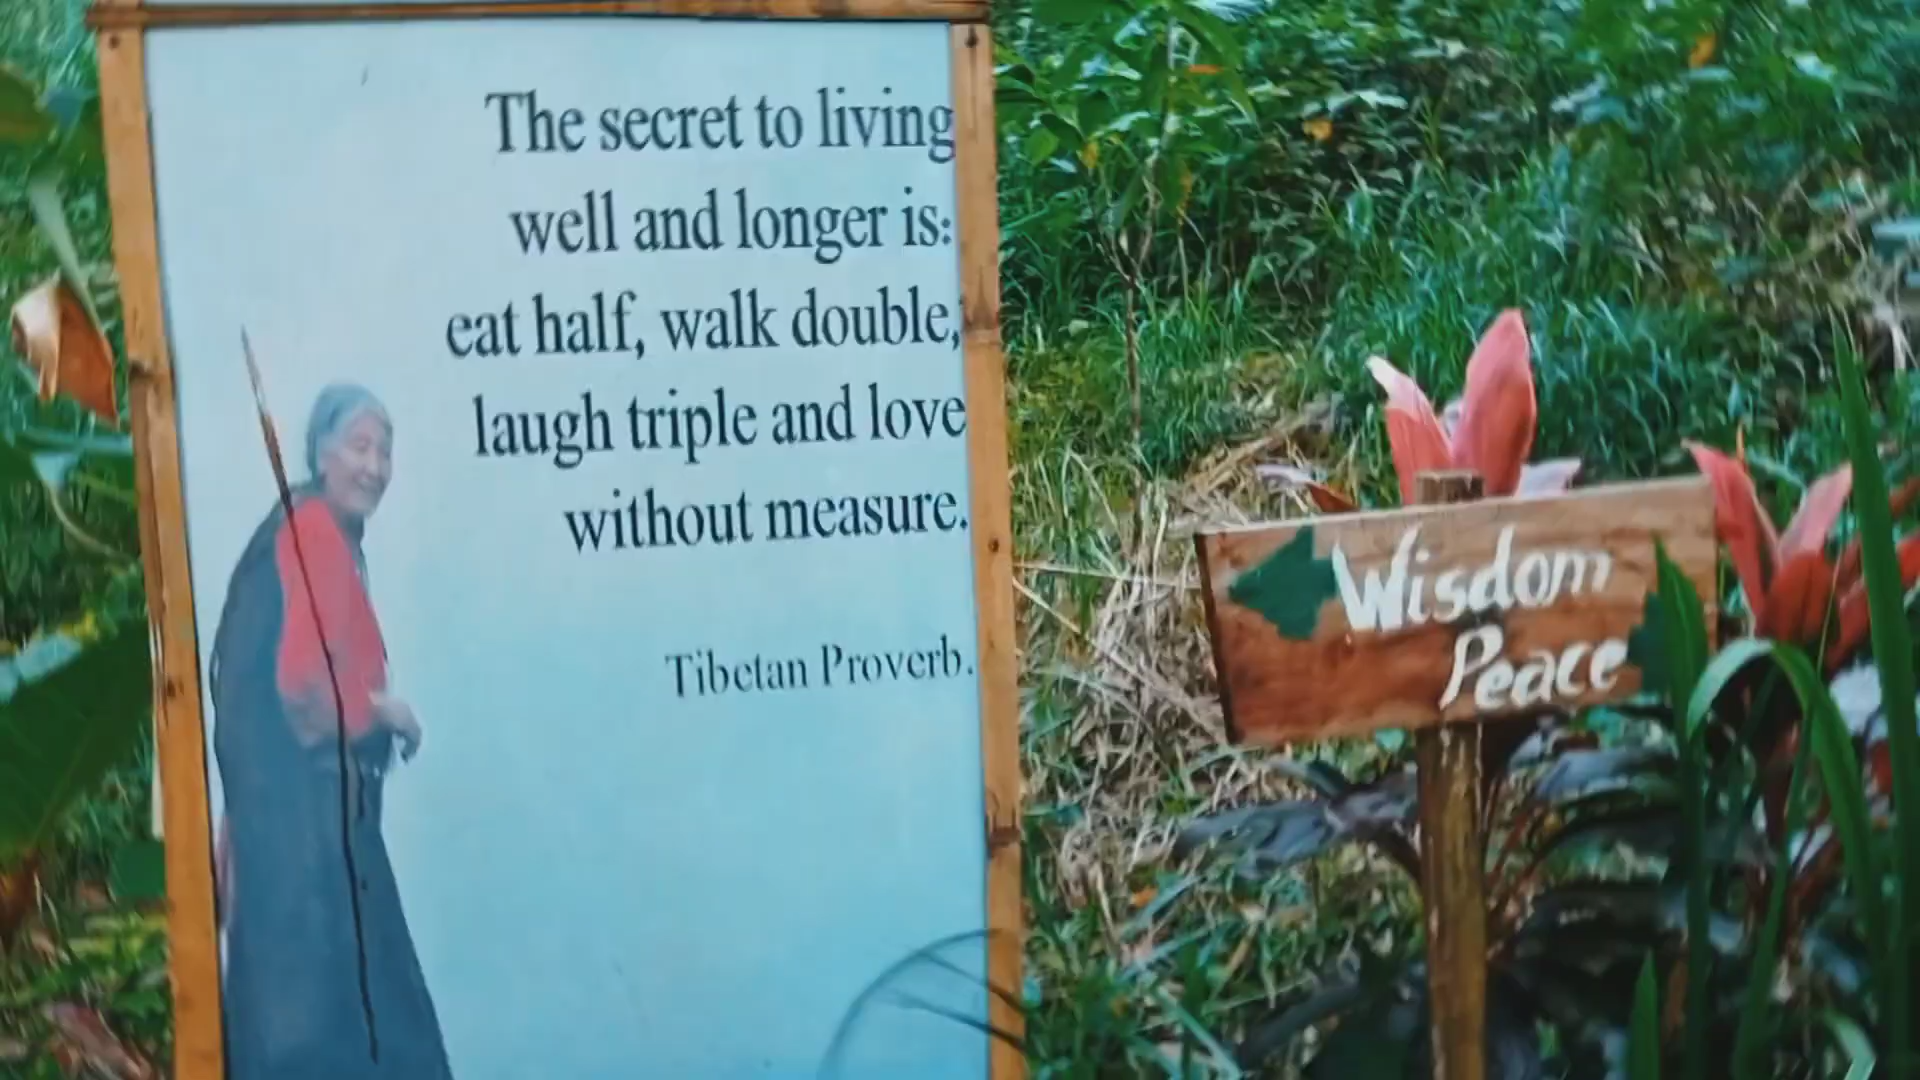 The secret to living
well and longer is:
eat half, walk double,
laugh triple and love
without measure.
Tibetan Proverb.
Wisdom
Peace